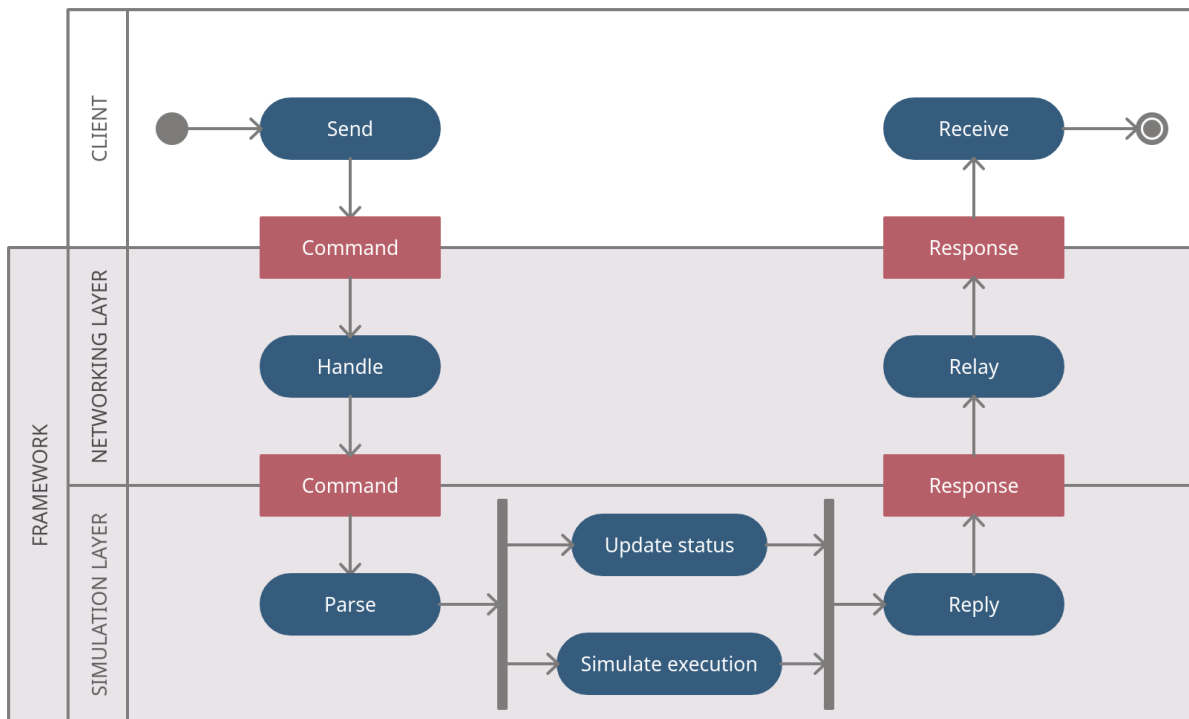 CLIENT
Send
Receive
Command
Response
FRAMEWORK
NETWORKING LAYER
Handle
Relay
Command
Response
SIMULATION LAYER
Update status
Parse
Reply
Simulate execution